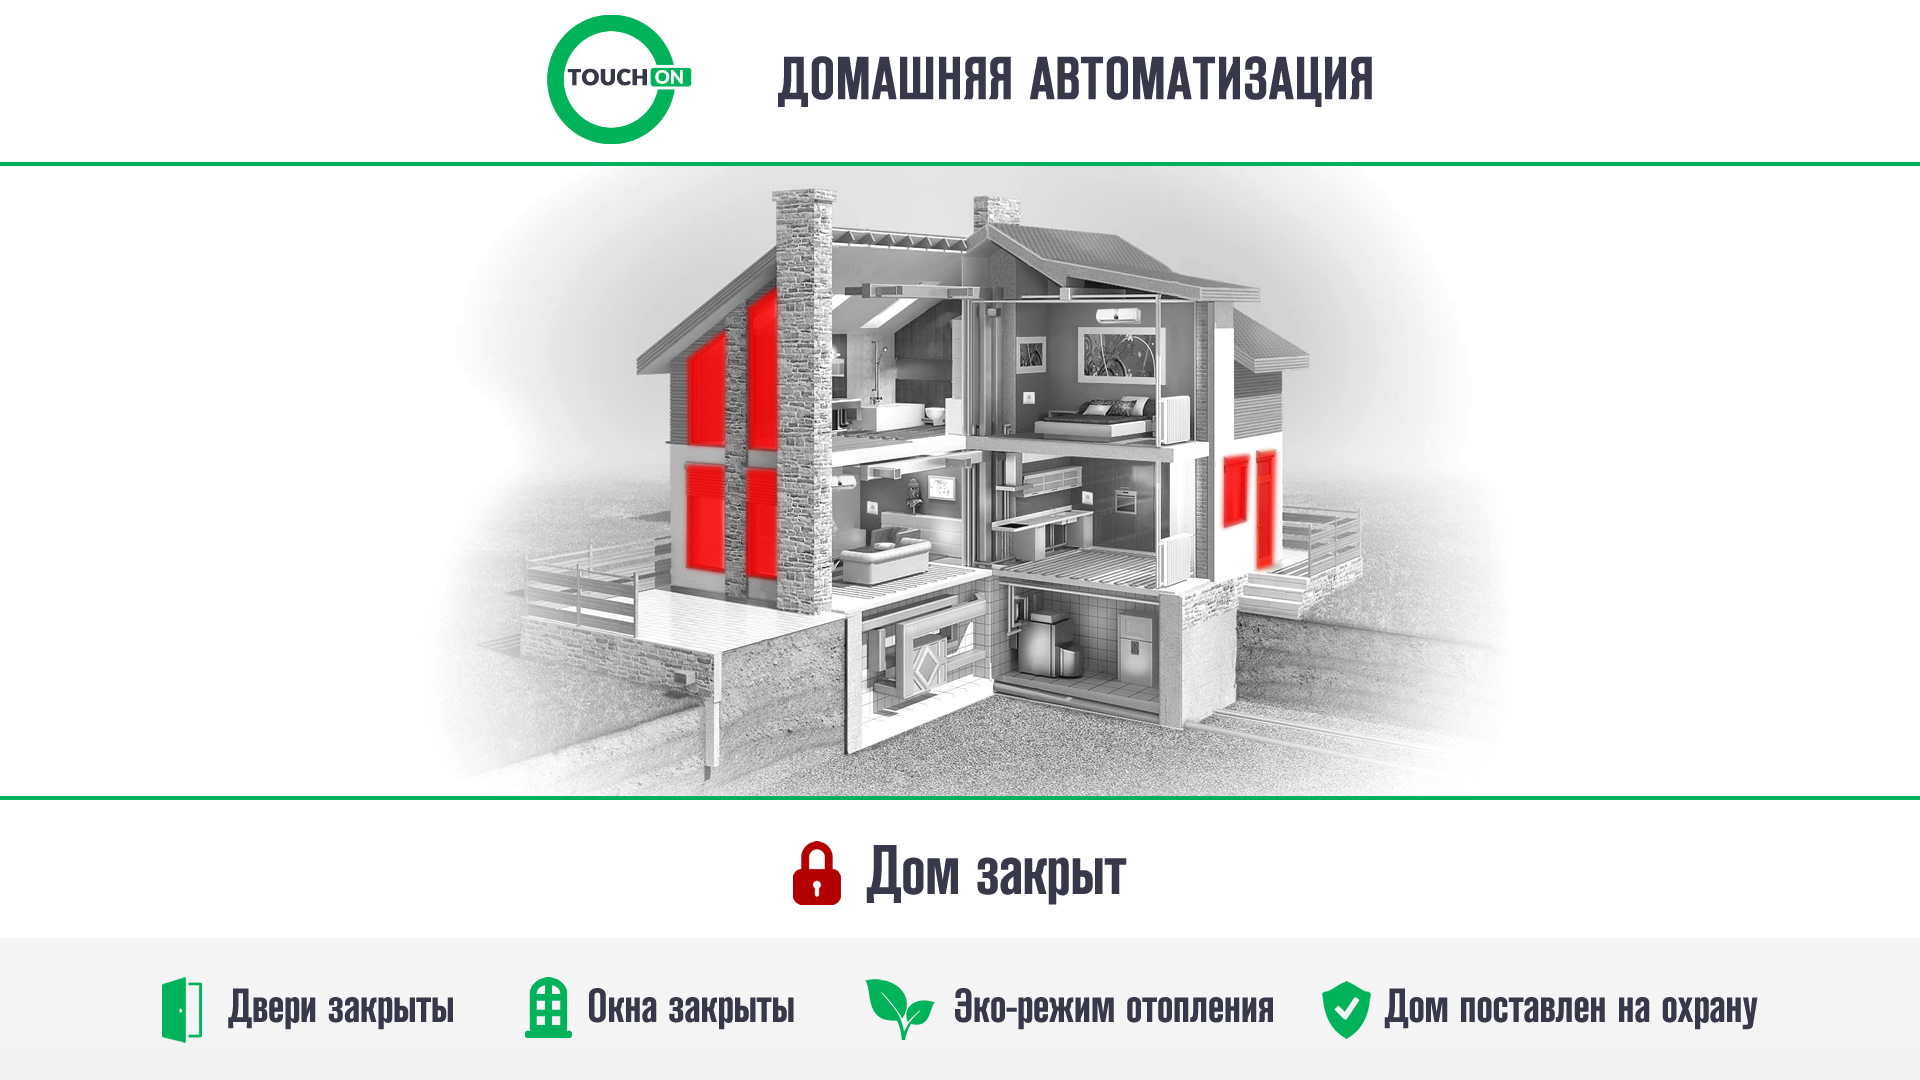 TOUCH ON
ДОМАШНЯЯ АВТОМАТИЗАЦИЯ
Дом закрыт
Двери закрыты
Окна закрыты
Эко-режим отопления
Дом поставлен на охрану